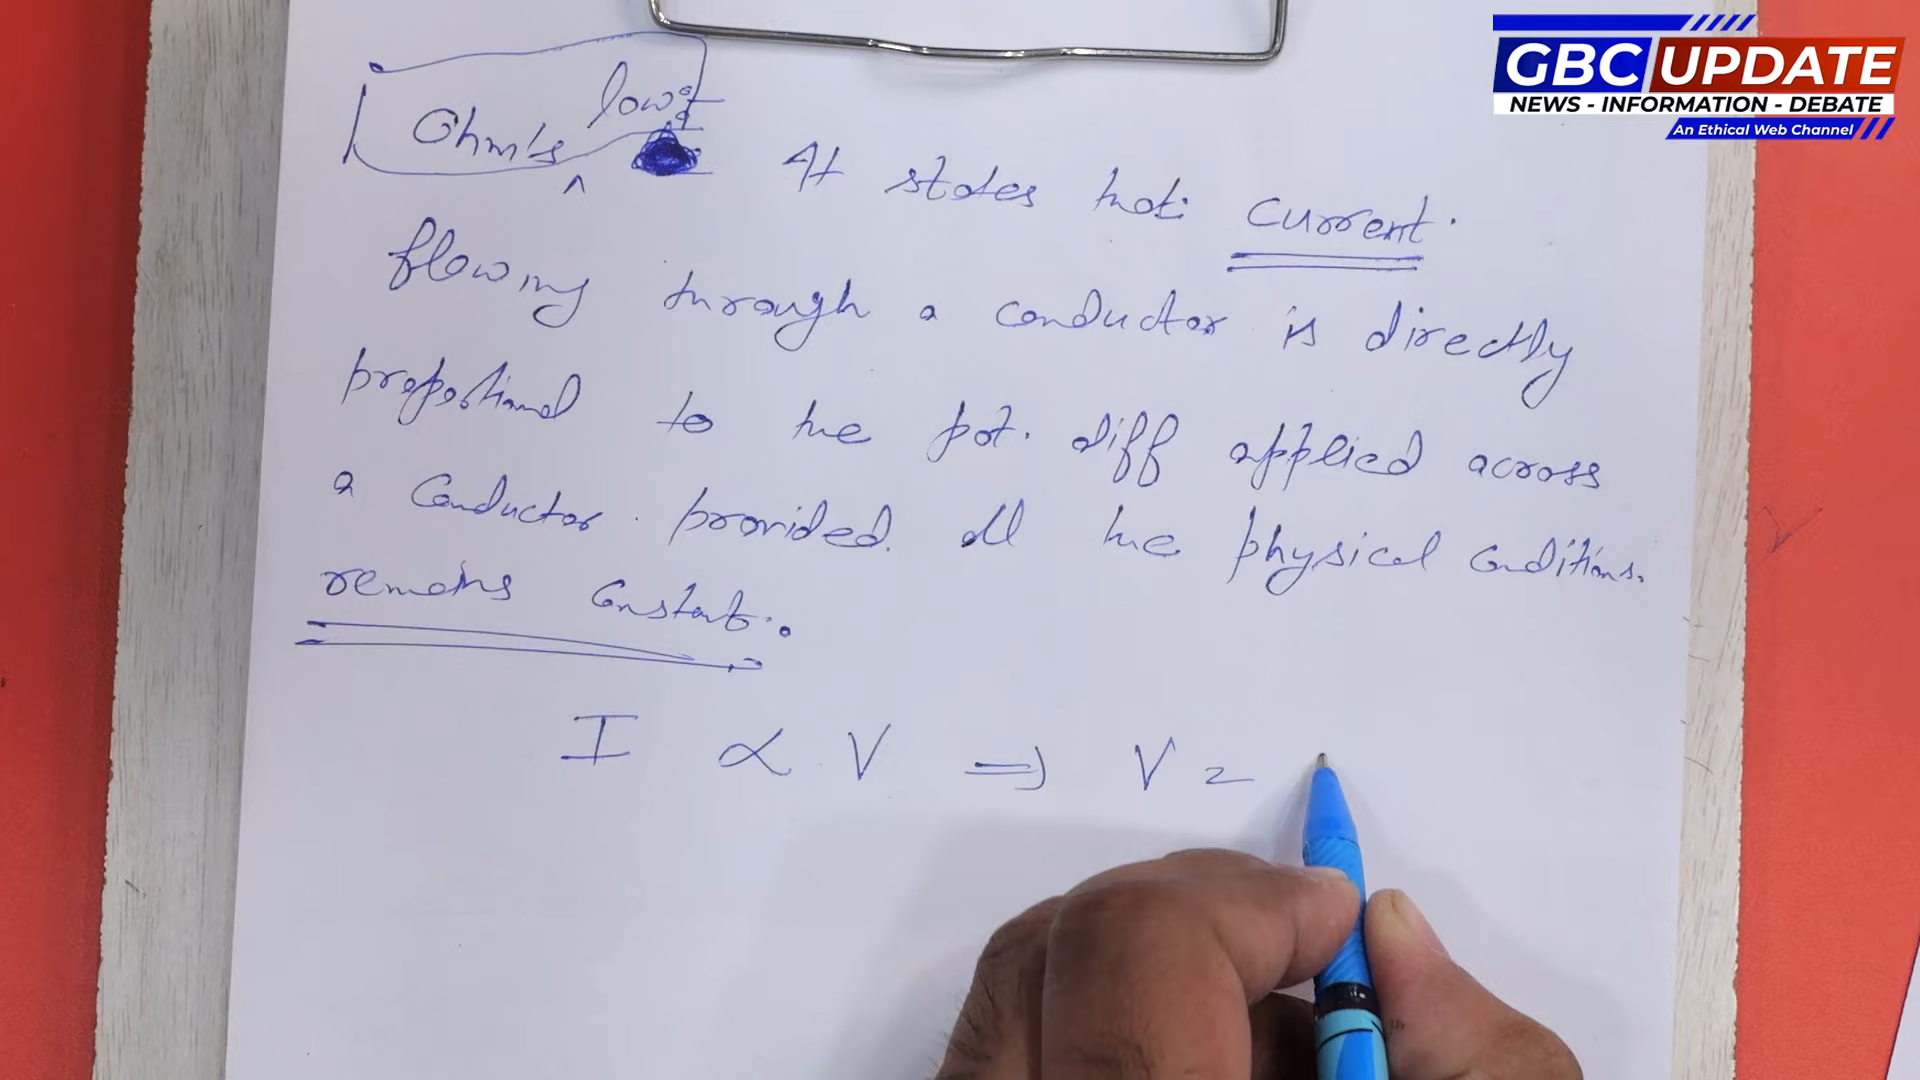 Ohm's law :- It states that current.
flowing through a conductor is directly
proportional to the pot. diff applied across
a conductor. provided. all the physical conditions.
remains constant.
I ∝ V ⇒ V =
GBC UPDATE
NEWS - INFORMATION - DEBATE
An Ethical Web Channel